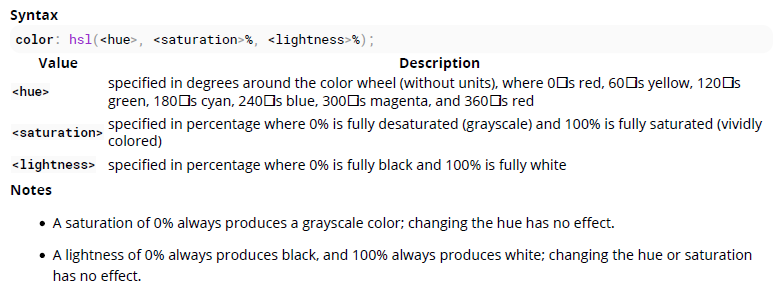 Syntax
color: hsl(<hue>, <saturation>%, <lightness>%);
Value Description
<hue> specified in degrees around the color wheel (without units), where 0□s red, 60□s yellow, 120□s
green, 180□s cyan, 240□s blue, 300□s magenta, and 360□s red
<saturation> specified in percentage where 0% is fully desaturated (grayscale) and 100% is fully saturated (vividly
colored)
<lightness> specified in percentage where 0% is fully black and 100% is fully white
Notes
• A saturation of 0% always produces a grayscale color; changing the hue has no effect.
• A lightness of 0% always produces black, and 100% always produces white; changing the hue or saturation
has no effect.